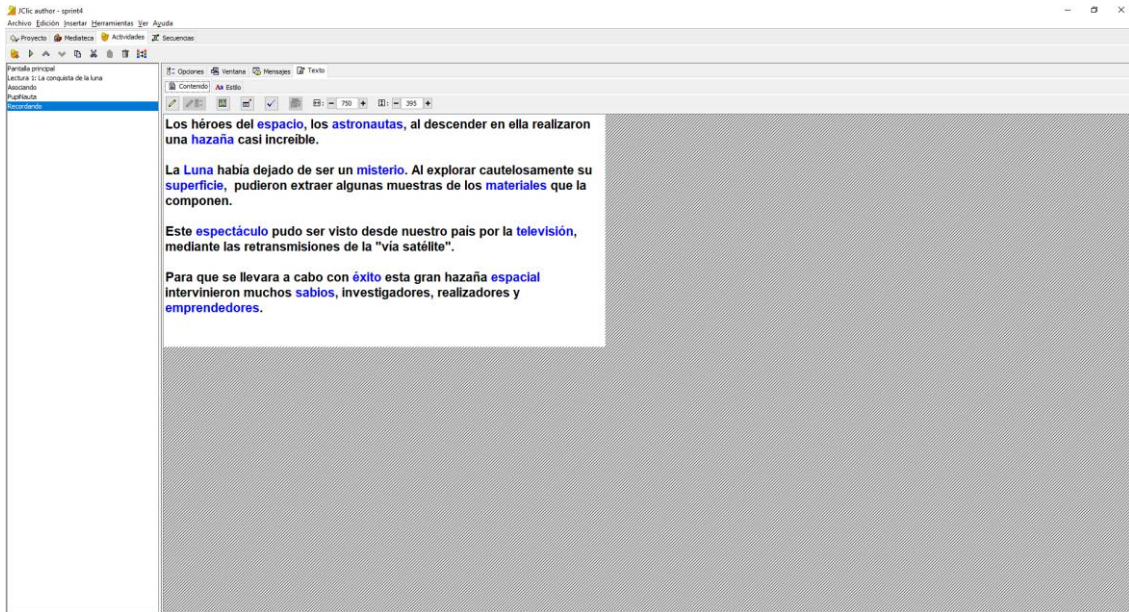 JClic author - sprint4
Archivo Edición Insertar Herramientas Ver Ayuda
Proyecto Mediateca Actividades Secuencias
Pantalla principal
Lectura 1: La conquista de la luna
Asociando
PupiNauta
Recordando
Opciones Ventana Mensajes Texto
Contenido Aa Estilo
750 395
Los héroes del espacio, los astronautas, al descender en ella realizaron
una hazaña casi increíble.
La Luna había dejado de ser un misterio. Al explorar cautelosamente su
superficie, pudieron extraer algunas muestras de los materiales que la
componen.
Este espectáculo pudo ser visto desde nuestro país por la televisión,
mediante las retransmisiones de la "vía satélite".
Para que se llevara a cabo con éxito esta gran hazaña espacial
intervinieron muchos sabios, investigadores, realizadores y
emprendedores.